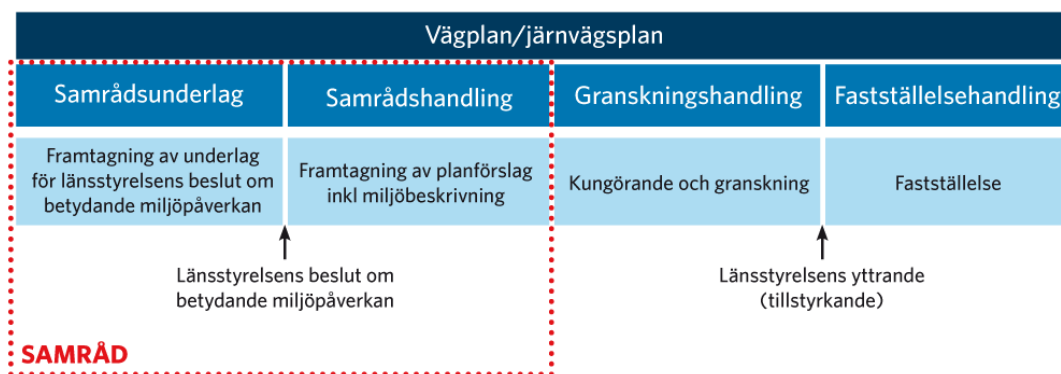 Vägplan/järnvägsplan
Samrådsunderlag
Samrådshandling
Granskningshandling
Fastställelsehandling
Framtagning av underlag
för länsstyrelsens beslut om
betydande miljöpåverkan
Framtagning av planförslag
inkl miljöbeskrivning
Kungörande och granskning
Fastställelse
Länsstyrelsens beslut om
betydande miljöpåverkan
Länsstyrelsens yttrande
(tillstyrkande)
SAMRÅD